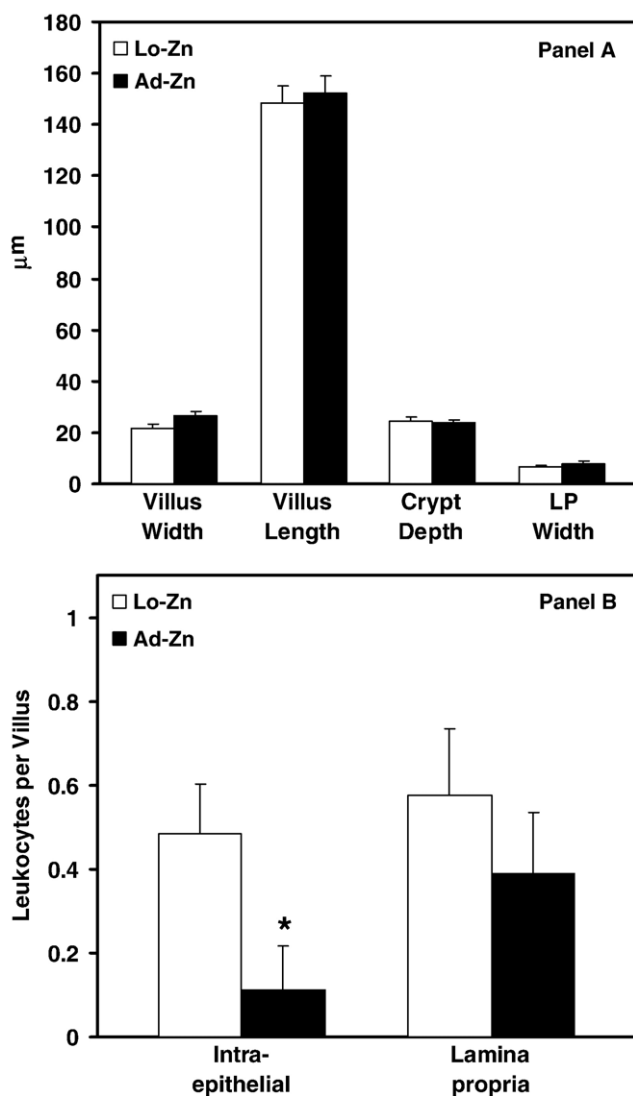 180
160
140
120
100
80
60
40
20
0
μm
Lo-Zn
Ad-Zn
Panel A
Villus
Width
Villus
Length
Crypt
Depth
LP
Width
1
0.8
0.6
0.4
0.2
0
Leukocytes per Villus
Lo-Zn
Ad-Zn
Panel B
*
Intra-
epithelial
Lamina
propria